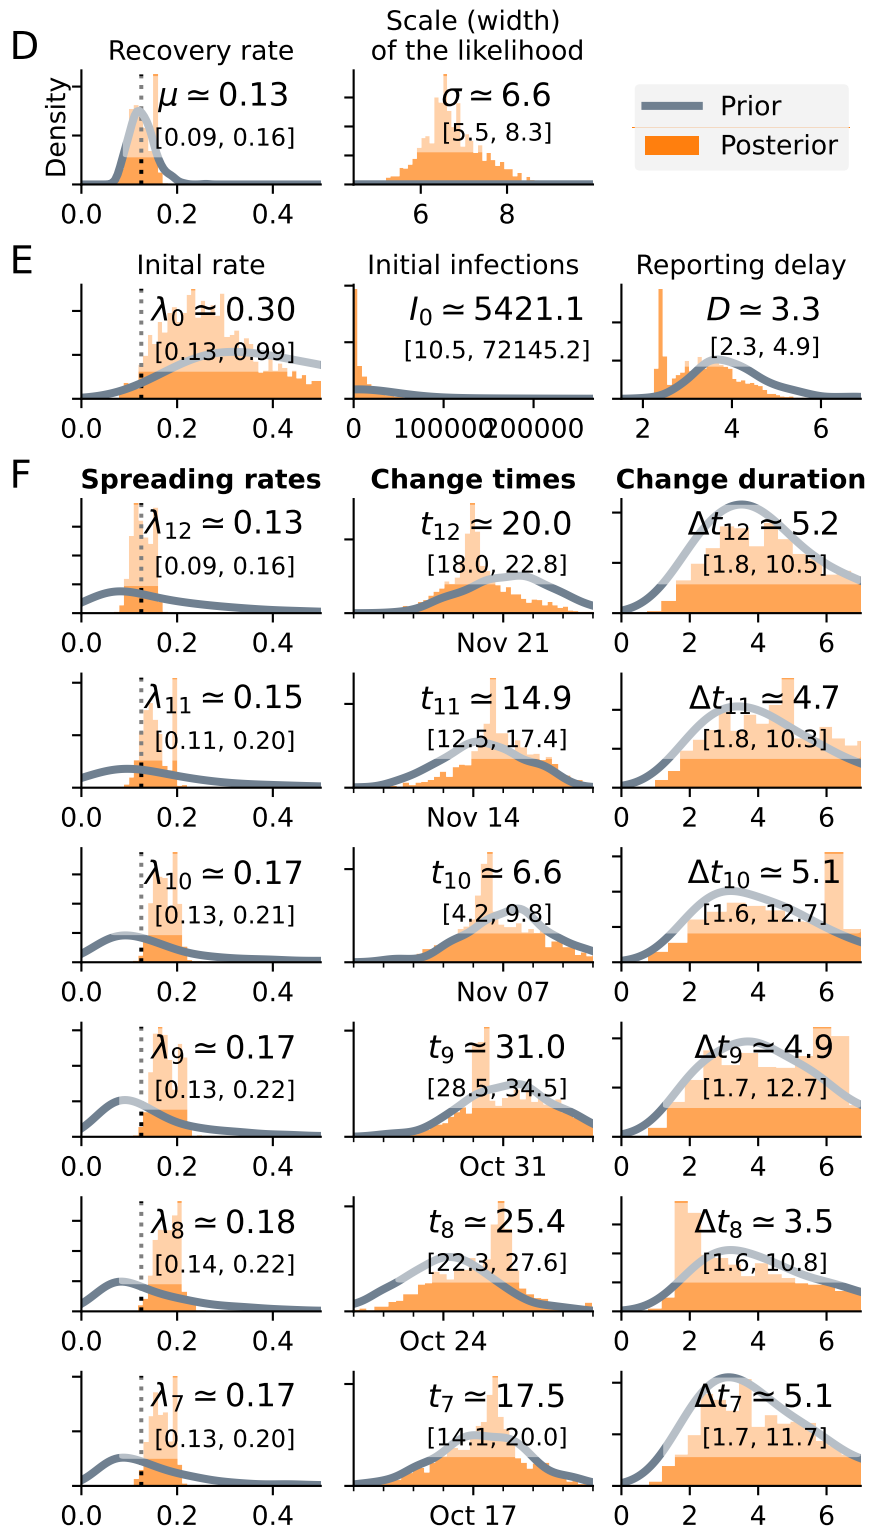 D
Recovery rate
Scale (width)
of the likelihood
Density
μ ≃ 0.13
[0.09, 0.16]
0.0 0.2 0.4
σ ≃ 6.6
[5.5, 8.3]
6 8
Prior
Posterior
E
Inital rate
Initial infections
Reporting delay
λ0 ≃ 0.30
[0.13, 0.99]
0.0 0.2 0.4
I0 ≃ 5421.1
[10.5, 72145.2]
0 100000 200000
D ≃ 3.3
[2.3, 4.9]
2 4 6
F
Spreading rates
Change times
Change duration
λ12 ≃ 0.13
[0.09, 0.16]
0.0 0.2 0.4
t12 ≃ 20.0
[18.0, 22.8]
Nov 21
Δt12 ≃ 5.2
[1.8, 10.5]
0 2 4 6
λ11 ≃ 0.15
[0.11, 0.20]
0.0 0.2 0.4
t11 ≃ 14.9
[12.5, 17.4]
Nov 14
Δt11 ≃ 4.7
[1.8, 10.3]
0 2 4 6
λ10 ≃ 0.17
[0.13, 0.21]
0.0 0.2 0.4
t10 ≃ 6.6
[4.2, 9.8]
Nov 07
Δt10 ≃ 5.1
[1.6, 12.7]
0 2 4 6
λ9 ≃ 0.17
[0.13, 0.22]
0.0 0.2 0.4
t9 ≃ 31.0
[28.5, 34.5]
Oct 31
Δt9 ≃ 4.9
[1.7, 12.7]
0 2 4 6
λ8 ≃ 0.18
[0.14, 0.22]
0.0 0.2 0.4
t8 ≃ 25.4
[22.3, 27.6]
Oct 24
Δt8 ≃ 3.5
[1.6, 10.8]
0 2 4 6
λ7 ≃ 0.17
[0.13, 0.20]
0.0 0.2 0.4
t7 ≃ 17.5
[14.1, 20.0]
Oct 17
Δt7 ≃ 5.1
[1.7, 11.7]
0 2 4 6